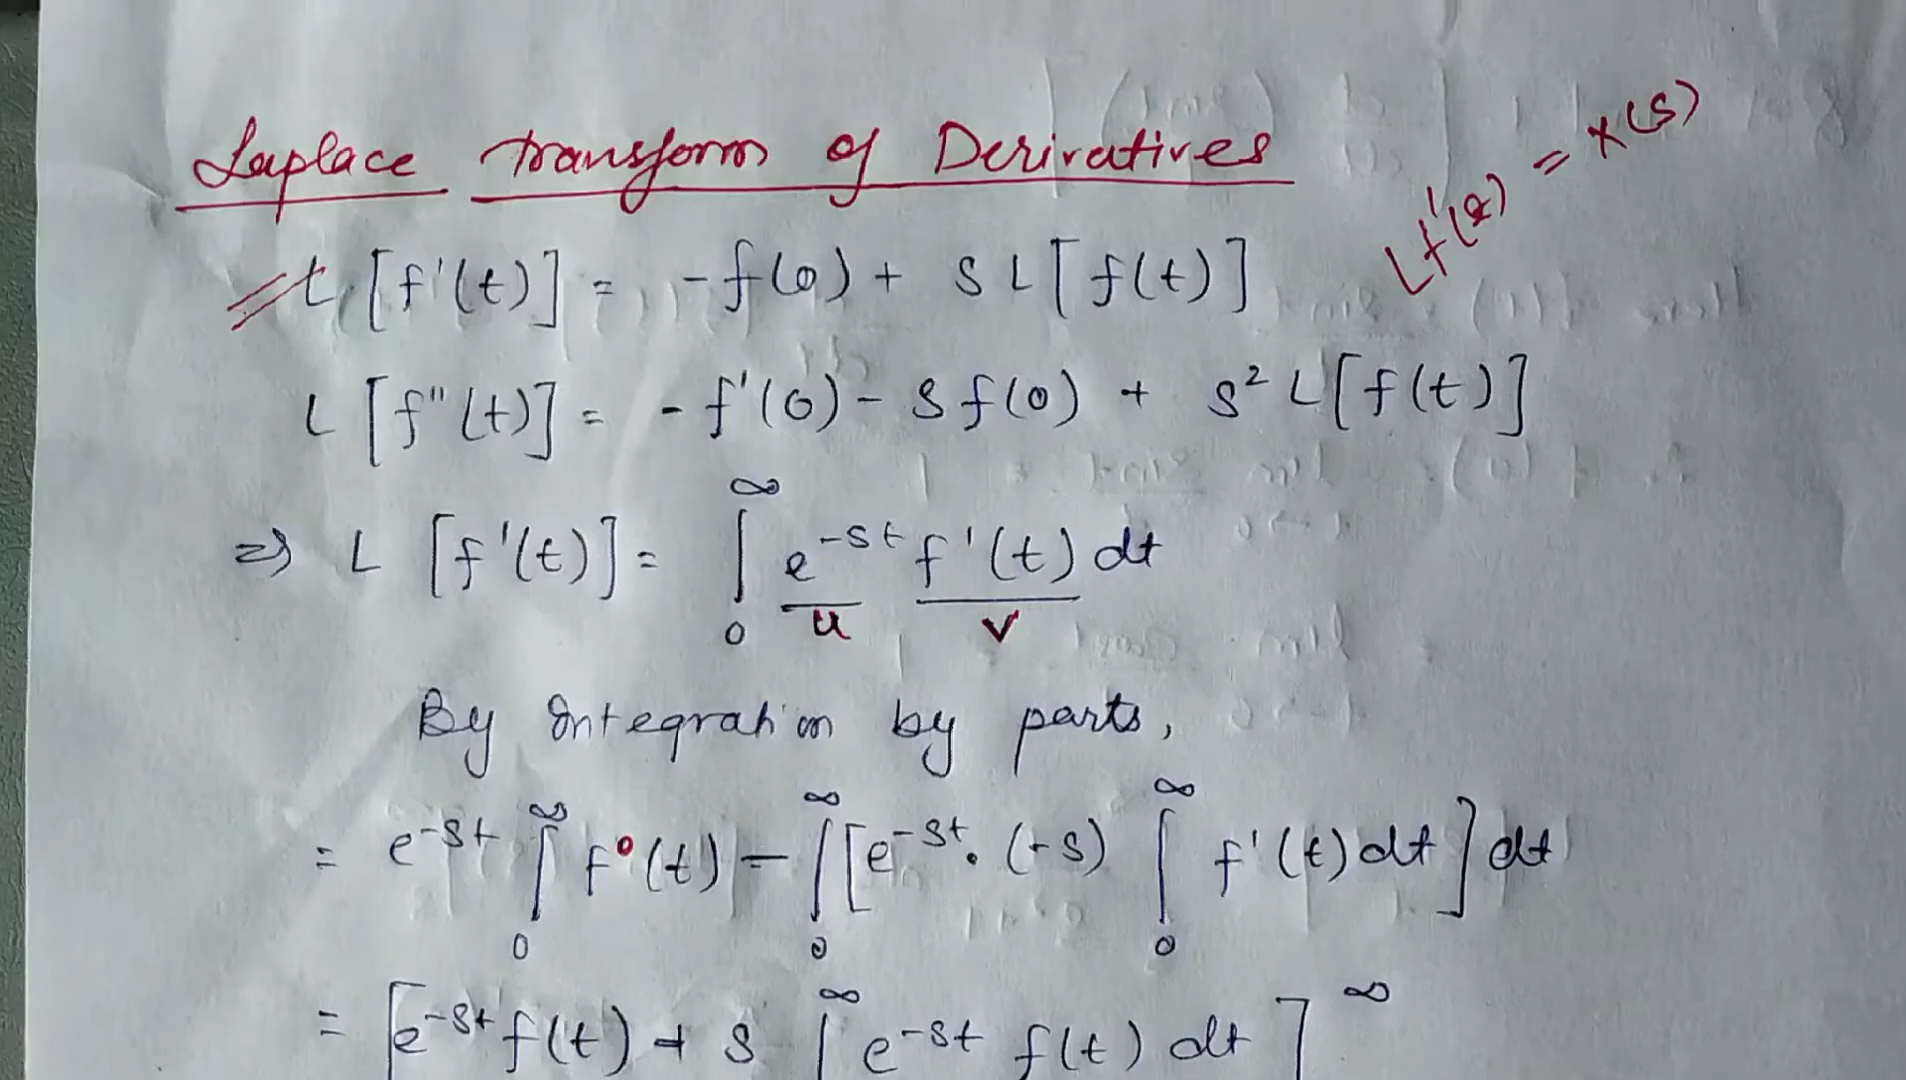 Laplace transform of Derivatives
L f'(x) = x(s)
L [f'(t)] = -f(0) + s L[f(t)]
L [f''(t)] = -f'(0) - s f(0) + s² L[f(t)]
⇒ L [f'(t)] = ∫₀^∞ e^{-st} f'(t) dt
u v
By Integration by parts,
= e^{-st} ∫₀^∞ f⁰(t) - ∫₀^∞ [e^{-st}. (-s) ∫₀^∞ f'(t) dt] dt
= [e^{-st} f(t) + s ∫^∞ e^{-st} f(t) dt]^∞